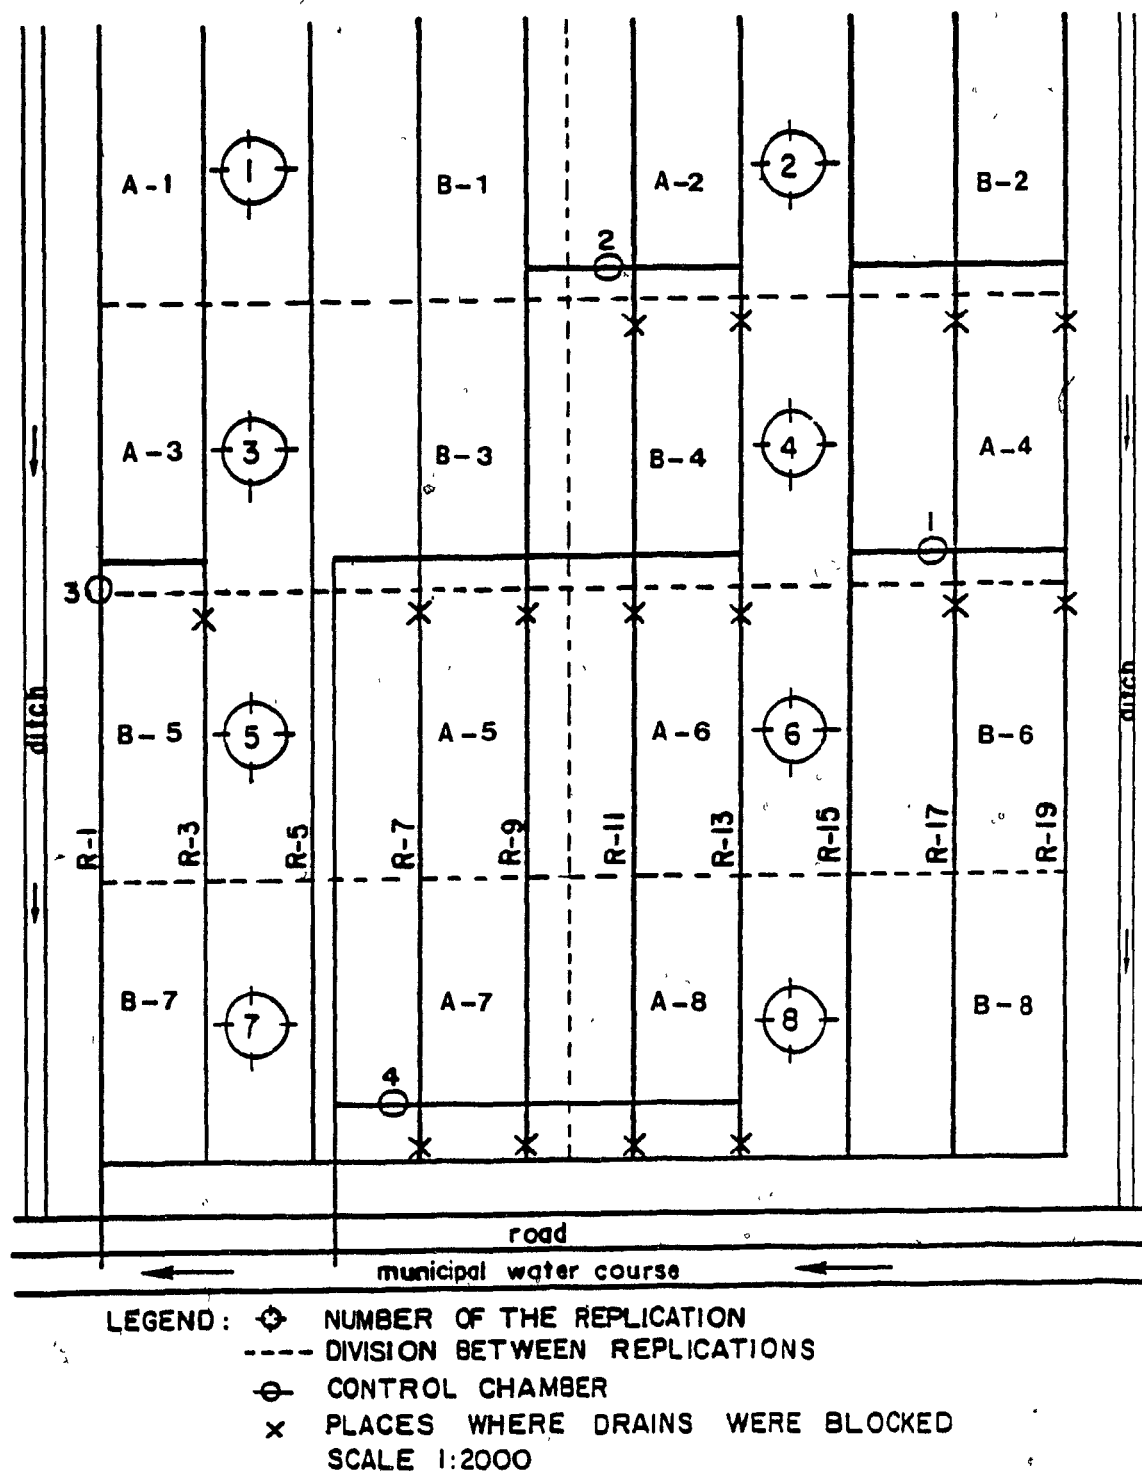 A-1 1 B-1 A-2 2 B-2
2
A-3 3 B-3 B-4 4 A-4
1
3
ditch B-5 5 A-5 A-6 6 B-6 ditch
R-1 R-3 R-5 R-7 R-9 R-11 R-13 R-15 R-17 R-19
B-7 7 A-7 A-8 8 B-8
4
road
municipal water course
LEGEND: NUMBER OF THE REPLICATION
DIVISION BETWEEN REPLICATIONS
CONTROL CHAMBER
PLACES WHERE DRAINS WERE BLOCKED
SCALE 1:2000